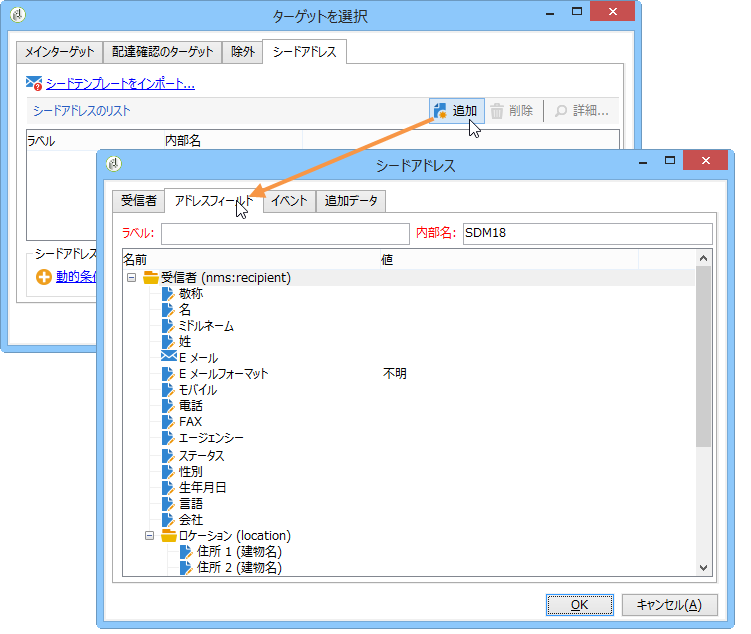 ターゲットを選択
メインターゲット 配達確認のターゲット 除外 シードアドレス
シードテンプレートをインポート...
シードアドレスのリスト 追加 削除 詳細...
ラベル 内部名
シードアドレス
動的条件
シードアドレス
受信者 アドレスフィールド イベント 追加データ
ラベル: 内部名: SDM18
名前 値
受信者 (nms:recipient)
敬称
名
ミドルネーム
姓
E メール
E メールフォーマット 不明
モバイル
電話
FAX
エージェンシー
ステータス
性別
生年月日
言語
会社
ロケーション (location)
住所 1 (建物名)
住所 2 (建物名)
OK キャンセル(A)